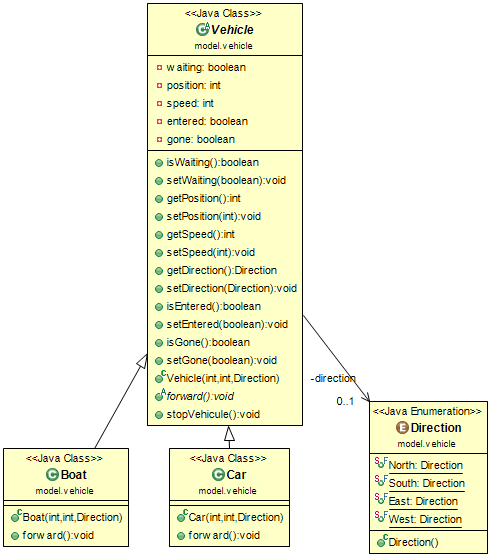 <<Java Class>>
Vehicle
model.vehicle
waiting: boolean
position: int
speed: int
entered: boolean
gone: boolean
isWaiting():boolean
setWaiting(boolean):void
getPosition():int
setPosition(int):void
getSpeed():int
setSpeed(int):void
getDirection():Direction
setDirection(Direction):void
isEntered():boolean
setEntered(boolean):void
isGone():boolean
setGone(boolean):void
Vehicle(int,int,Direction)
forward():void
stopVehicule():void
-direction
0..1
<<Java Class>>
Boat
model.vehicle
Boat(int,int,Direction)
forward():void
<<Java Class>>
Car
model.vehicle
Car(int,int,Direction)
forward():void
<<Java Enumeration>>
Direction
model.vehicle
North: Direction
South: Direction
East: Direction
West: Direction
Direction()